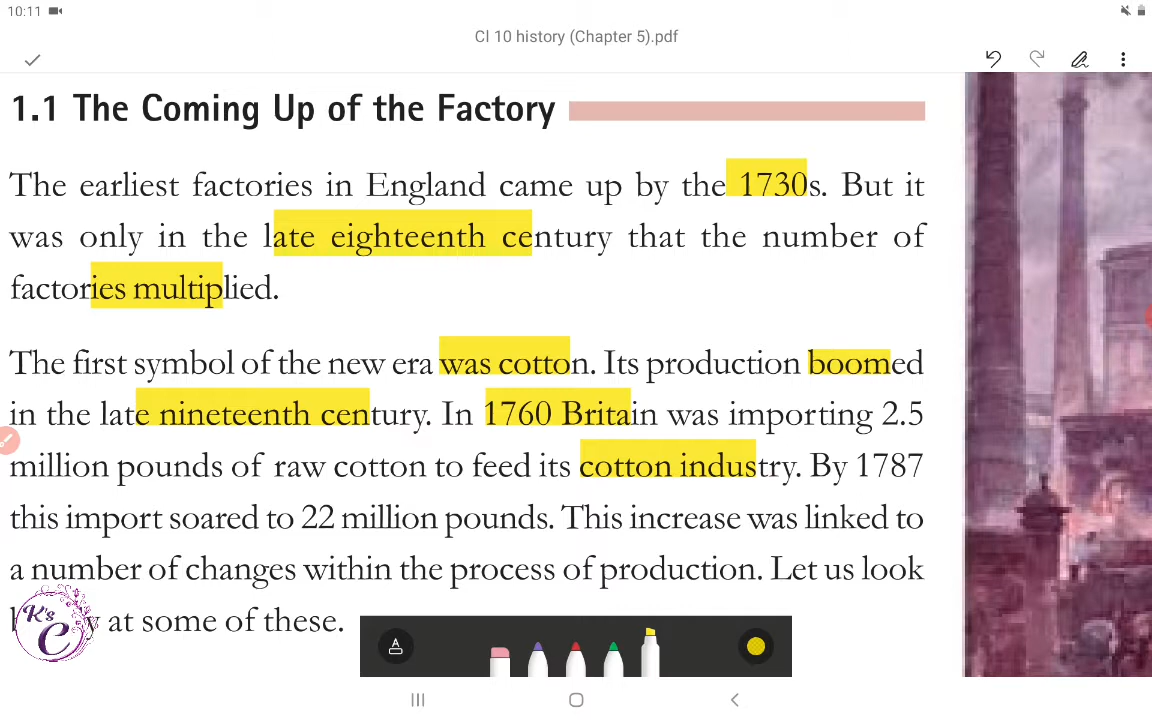 10:11
Cl 10 history (Chapter 5).pdf
1.1 The Coming Up of the Factory
The earliest factories in England came up by the 1730s. But it
was only in the late eighteenth century that the number of
factories multiplied.
The first symbol of the new era was cotton. Its production boomed
in the late nineteenth century. In 1760 Britain was importing 2.5
million pounds of raw cotton to feed its cotton industry. By 1787
this import soared to 22 million pounds. This increase was linked to
a number of changes within the process of production. Let us look
at some of these.
K's
C
A